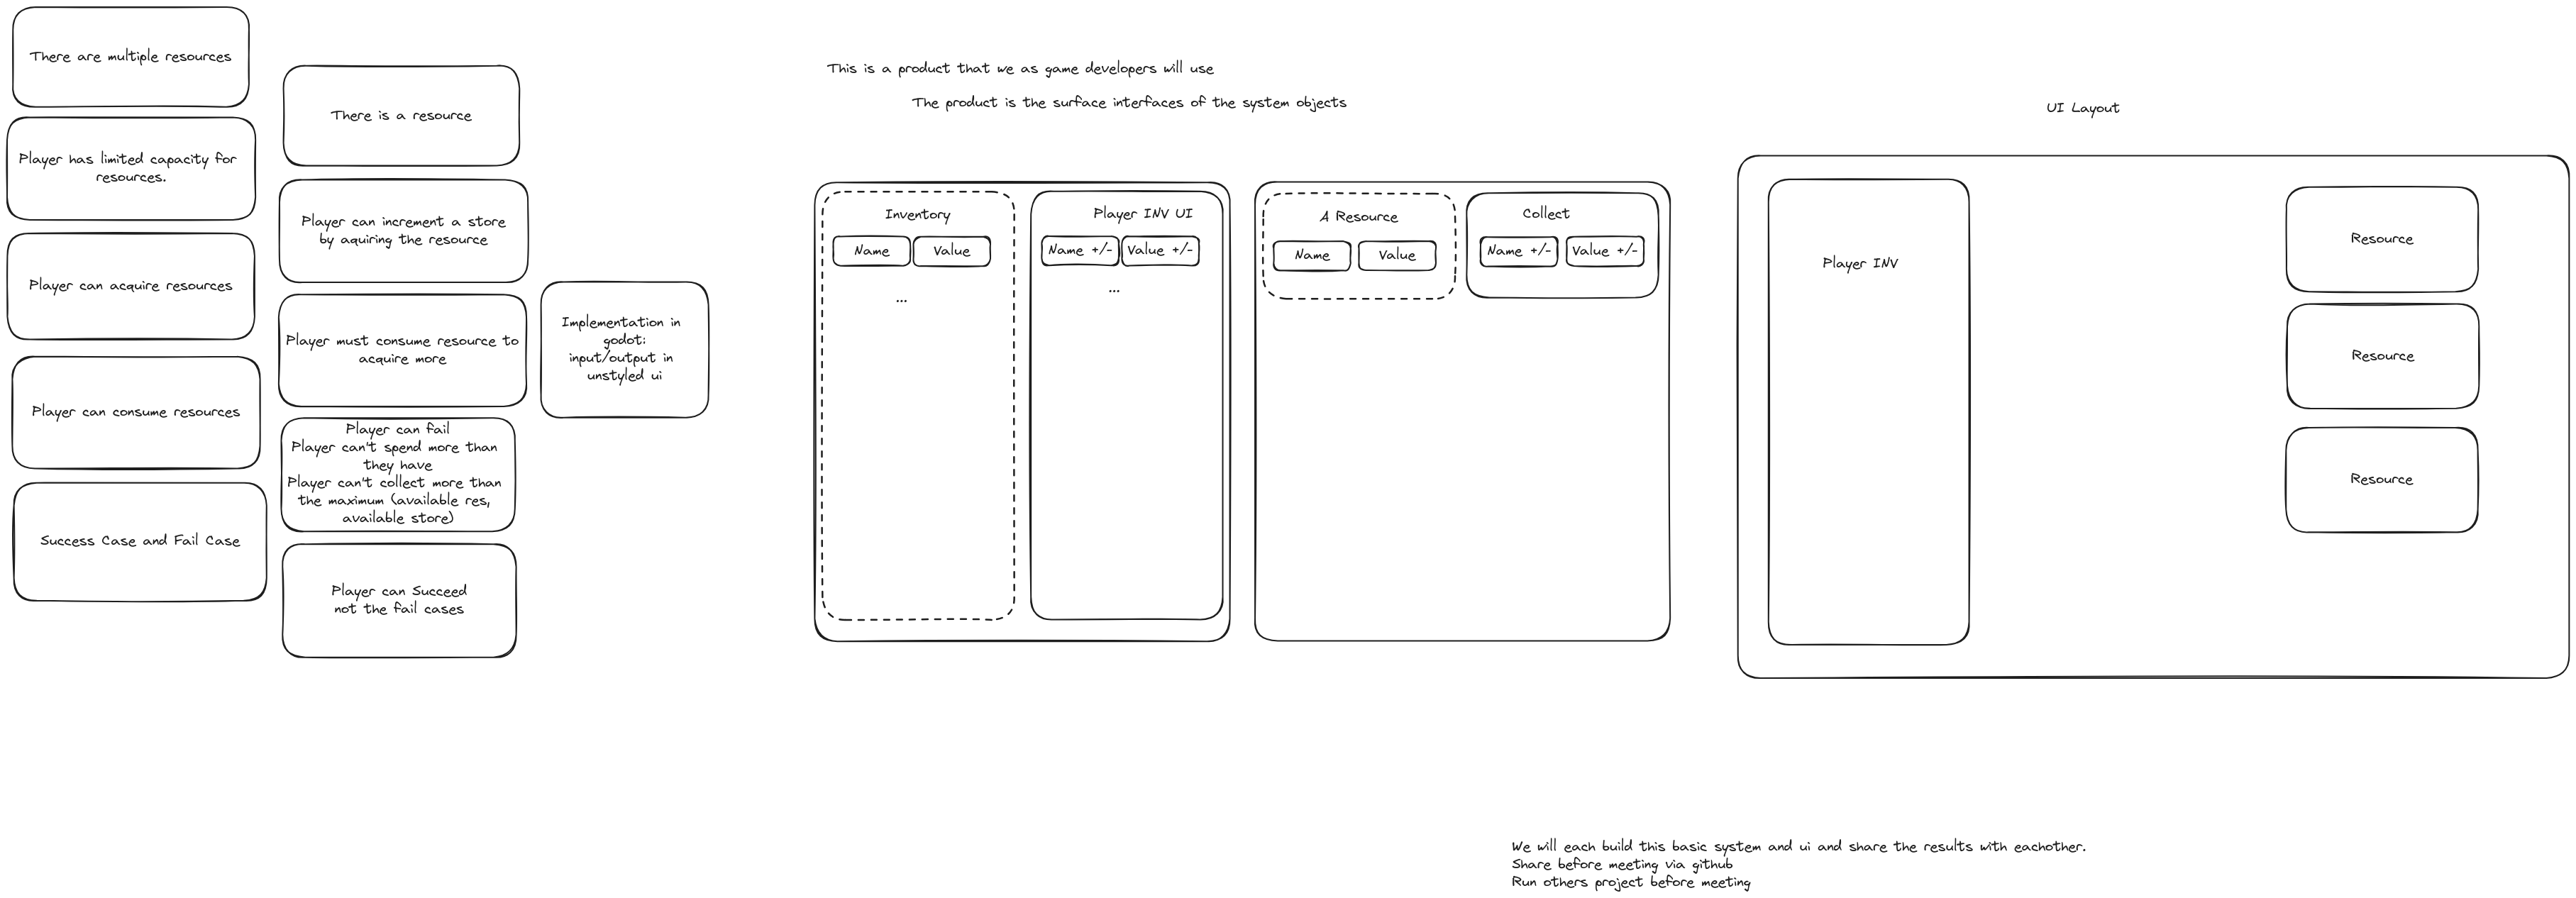 There are multiple resources
Player has limited capacity for
resources.
Player can acquire resources
Player can consume resources
Success Case and Fail Case
There is a resource
Player can increment a store
by aquiring the resource
Player must consume resource to
acquire more
Player can fail
Player can't spend more than
they have
Player can't collect more than
the maximum (available res,
available store)
Player can Succeed
not the fail cases
Implementation in
godot:
input/output in
unstyled ui
This is a product that we as game developers will use
The product is the surface interfaces of the system objects
Inventory
Name
Value
...
Player INV UI
Name +/-
Value +/-
...
A Resource
Name
Value
Collect
Name +/-
Value +/-
UI Layout
Player INV
Resource
Resource
Resource
We will each build this basic system and ui and share the results with eachother.
Share before meeting via github
Run others project before meeting